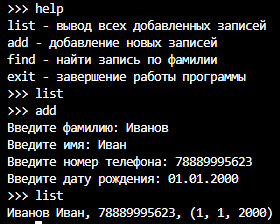 >>> help
list - вывод всех добавленных записей
add - добавление новых записей
find - найти запись по фамилии
exit - завершение работы программы
>>> list
>>> add
Введите фамилию: Иванов
Введите имя: Иван
Введите номер телефона: 78889995623
Введите дату рождения: 01.01.2000
>>> list
Иванов Иван, 78889995623, (1, 1, 2000)